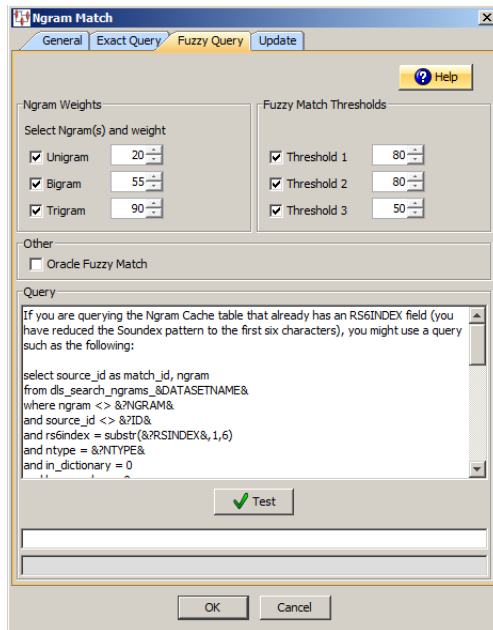 Ngram Match
General Exact Query Fuzzy Query Update
Help
Ngram Weights
Select Ngram(s) and weight
Unigram 20
Bigram 55
Trigram 90
Fuzzy Match Thresholds
Threshold 1 80
Threshold 2 80
Threshold 3 50
Other
Oracle Fuzzy Match
Query
If you are querying the Ngram Cache table that already has an RS6INDEX field (you
have reduced the Soundex pattern to the first six characters), you might use a query
such as the following:
select source_id as match_id, ngram
from dls_search_ngrams_&DATASETNAME&
where ngram <> &?NGRAM&
and source_id <> &?ID&
and rs6index = substr(&?RSINDEX&,1,6)
and ntype = &?NTYPE&
and in_dictionary = 0
Test
OK Cancel